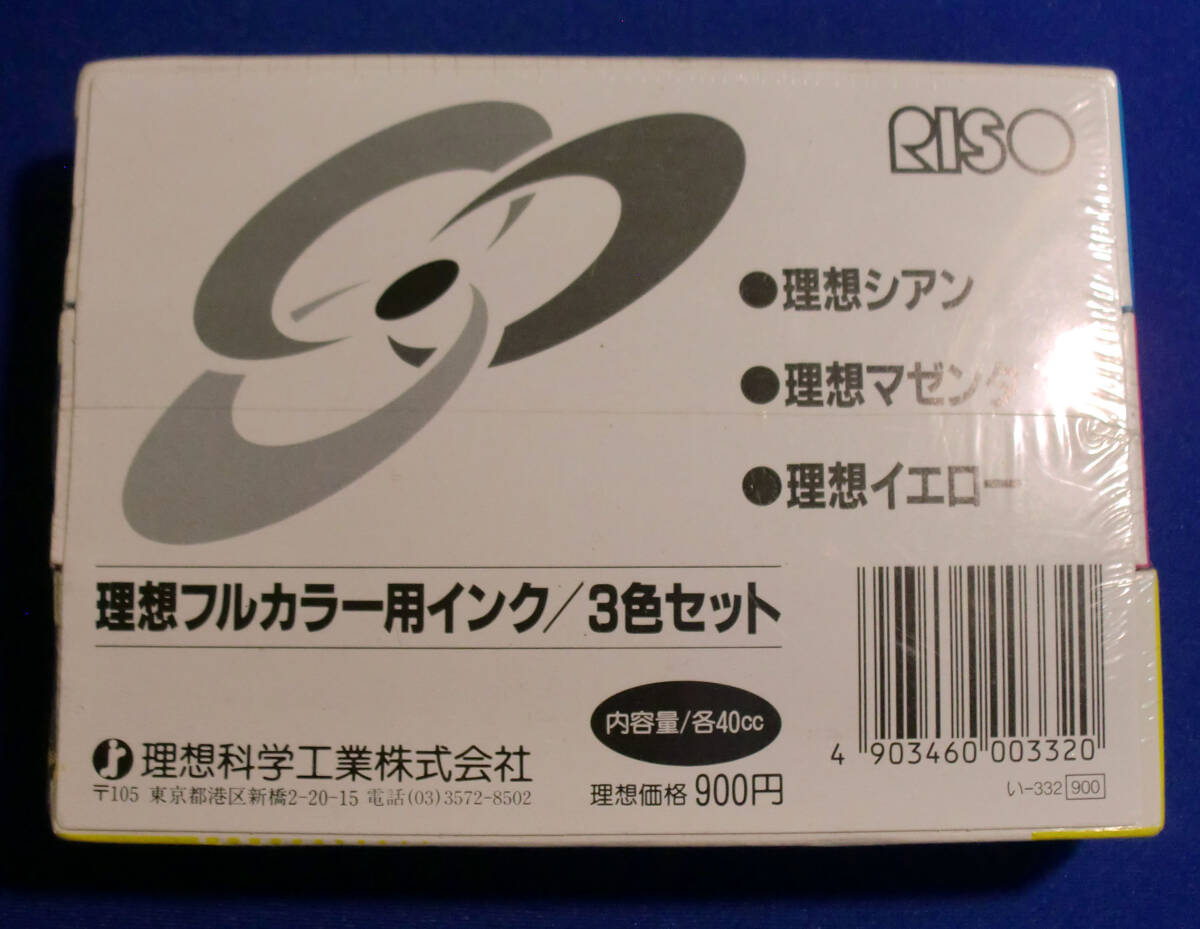 RISO
●理想シアン
●理想マゼンタ
●理想イエロー
理想フルカラー用インク/3色セット
内容量/各40cc
理想科学工業株式会社
〒105 東京都港区新橋2-20-15 電話(03)3572-8502
理想価格 900円
4 903460 003320
い-332 900